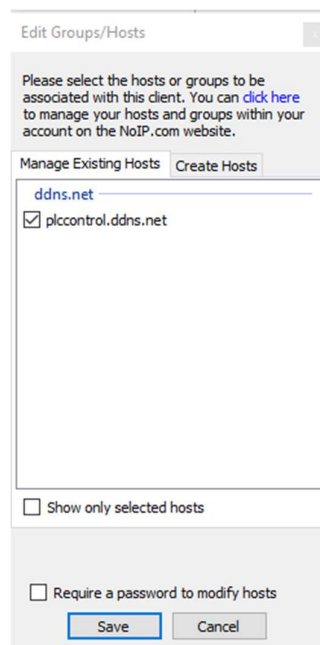 Edit Groups/Hosts
x
Please select the hosts or groups to be
associated with this client. You can click here
to manage your hosts and groups within your
account on the NoIP.com website.
Manage Existing Hosts
Create Hosts
ddns.net
plccontrol.ddns.net
Show only selected hosts
Require a password to modify hosts
Save
Cancel